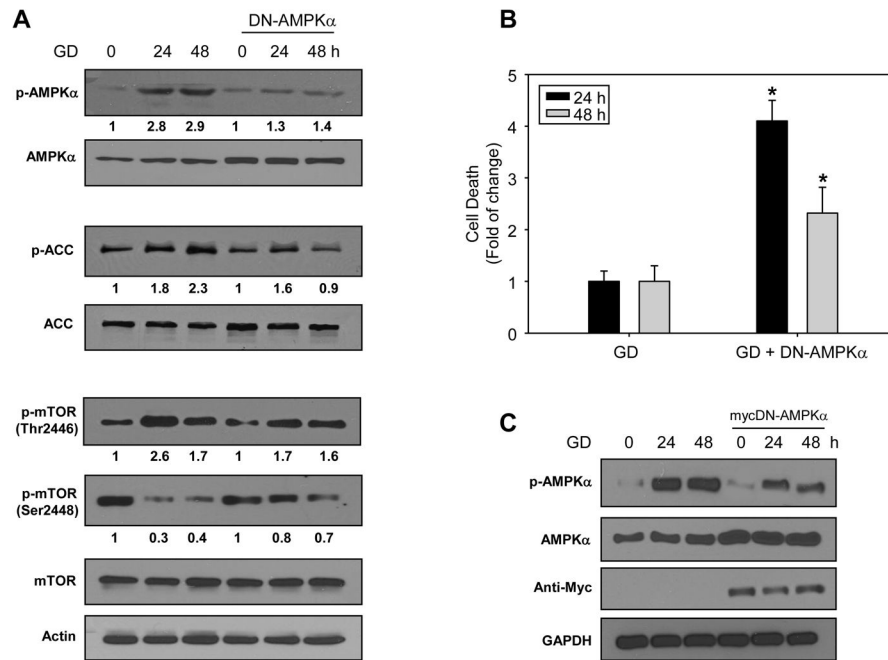 A
DN-AMPKα
GD 0 24 48 0 24 48 h
p-AMPKα
1 2.8 2.9 1 1.3 1.4
AMPKα
p-ACC
1 1.8 2.3 1 1.6 0.9
ACC
p-mTOR
(Thr2446)
1 2.6 1.7 1 1.7 1.6
p-mTOR
(Ser2448)
1 0.3 0.4 1 0.8 0.7
mTOR
Actin
B
5
4
3
2
1
0
Cell Death
(Fold of change)
24 h
48 h
*
*
GD GD + DN-AMPKα
C
mycDN-AMPKα
GD 0 24 48 0 24 48 h
p-AMPKα
AMPKα
Anti-Myc
GAPDH